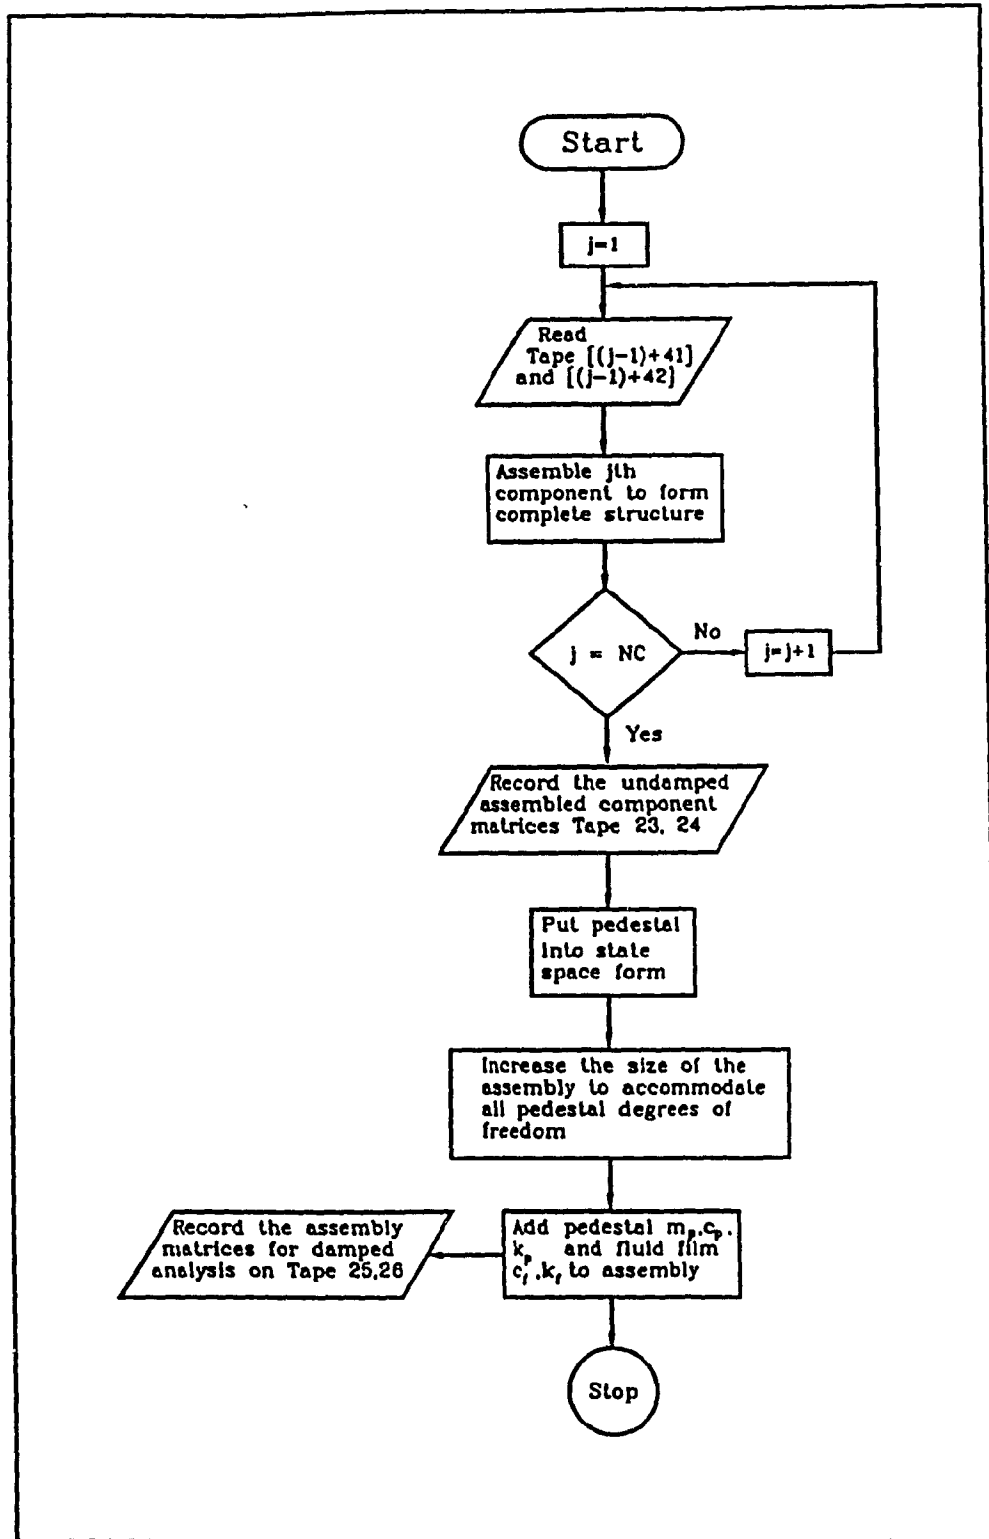 Start
j=1
Read
Tape [(j-1)+41]
and [(j-1)+42]
Assemble jth
component to form
complete structure
j = NC
No
j=j+1
Yes
Record the undamped
assembled component
matrices Tape 23, 24
Put pedestal
into state
space form
Increase the size of the
assembly to accommodate
all pedestal degrees of
freedom
Add pedestal m_p,c_p,
k_p and fluid film
c_f,k_f to assembly
Record the assembly
matrices for damped
analysis on Tape 25,26
Stop